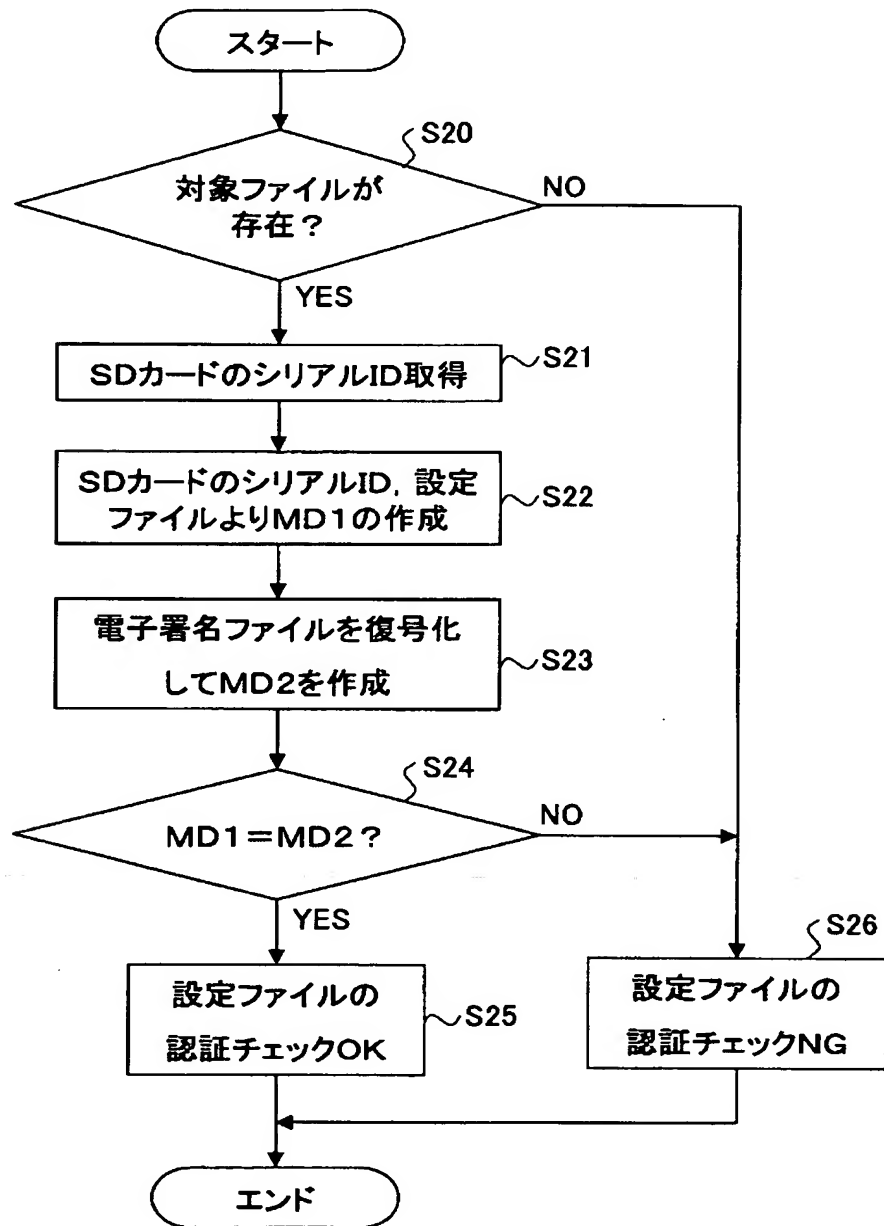 スタート
S20
対象ファイルが
存在？
NO
YES
SDカードのシリアルID取得
S21
SDカードのシリアルID，設定
ファイルよりMD1の作成
S22
電子署名ファイルを復号化
してMD2を作成
S23
S24
MD1＝MD2？
NO
YES
設定ファイルの
認証チェックOK
S25
S26
設定ファイルの
認証チェックNG
エンド